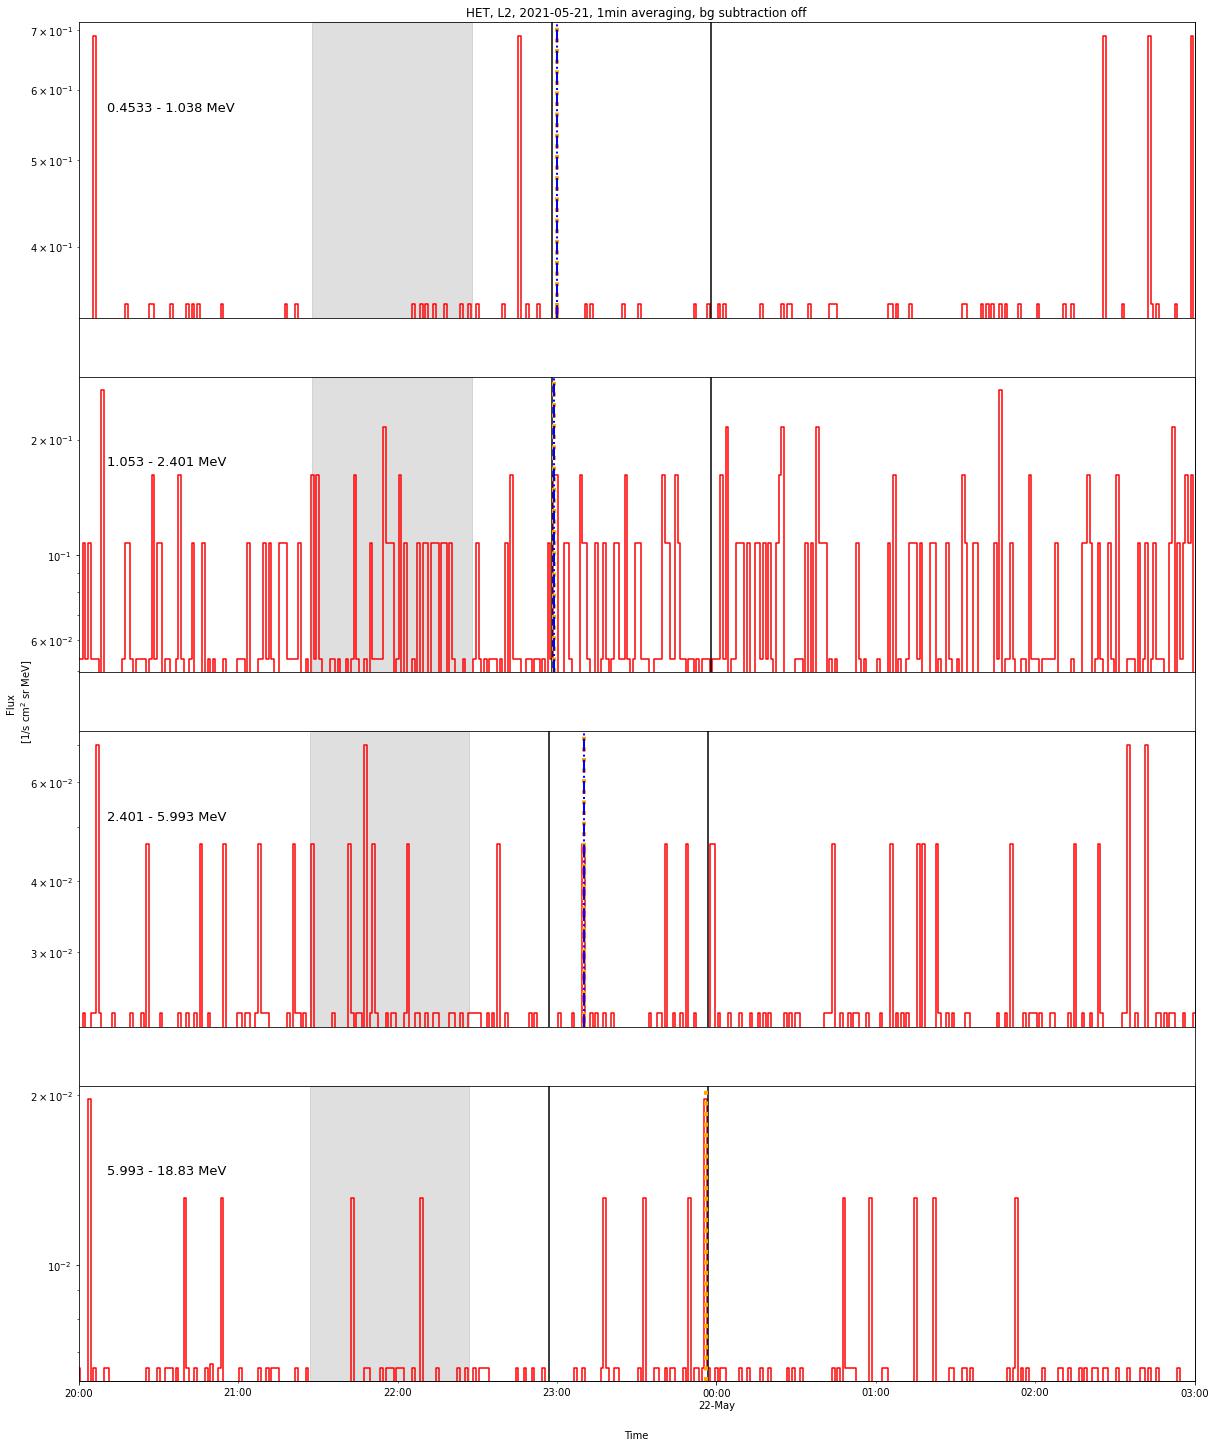 HET, L2, 2021-05-21, 1min averaging, bg subtraction off
7 × 10⁻¹
6 × 10⁻¹
0.4533 - 1.038 MeV
5 × 10⁻¹
4 × 10⁻¹
2 × 10⁻¹
1.053 - 2.401 MeV
10⁻¹
6 × 10⁻²
Flux
[1/s cm² sr MeV]
6 × 10⁻²
2.401 - 5.993 MeV
4 × 10⁻²
3 × 10⁻²
2 × 10⁻²
5.993 - 18.83 MeV
10⁻²
20:00 21:00 22:00 23:00 00:00 01:00 02:00 03:00
22-May
Time